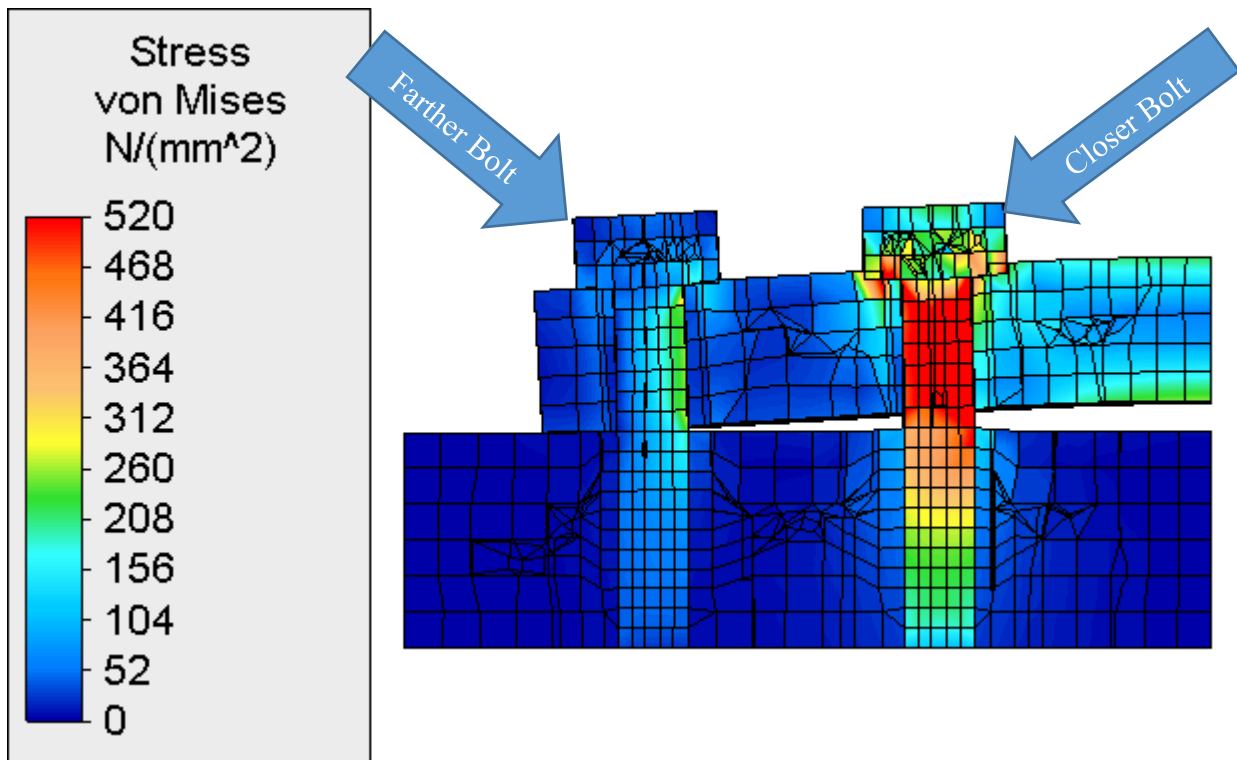 Stress
von Mises
N/(mm^2)
520
468
416
364
312
260
208
156
104
52
0
Farther Bolt
Closer Bolt